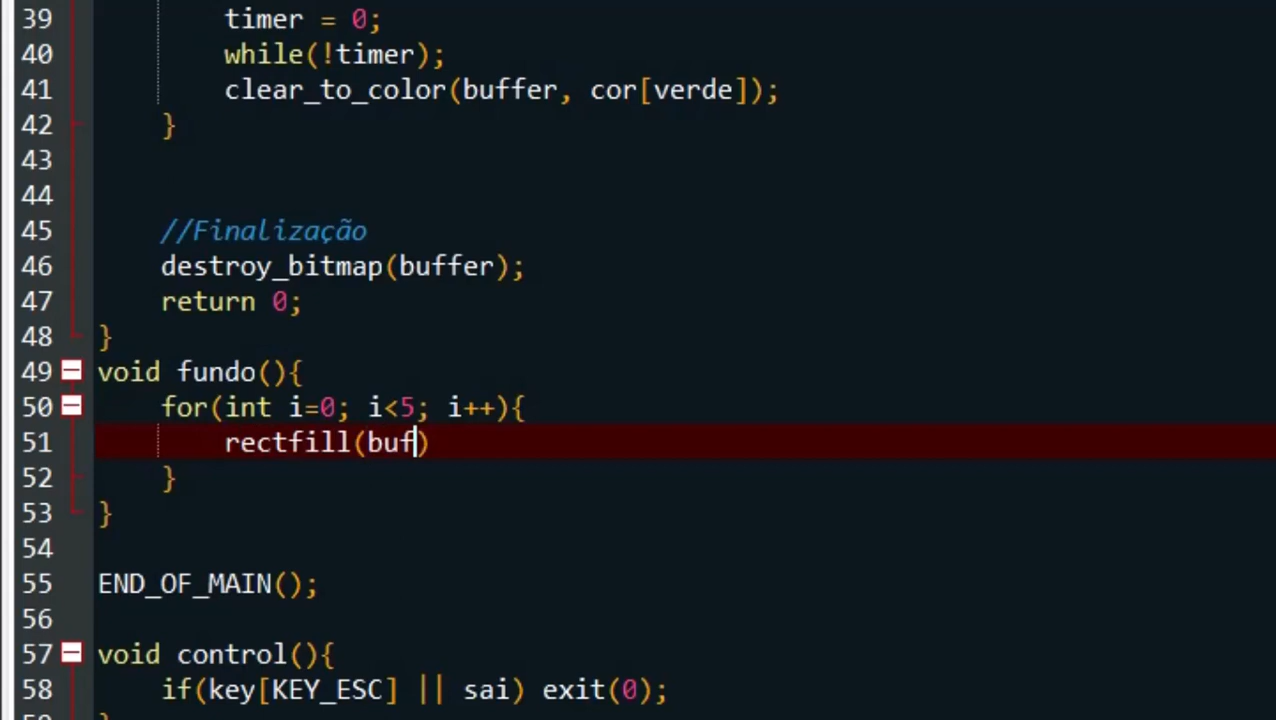 39 timer = 0;
40 while(!timer);
41 clear_to_color(buffer, cor[verde]);
42 }
43
44
45 //Finalização
46 destroy_bitmap(buffer);
47 return 0;
48 }
49 void fundo(){
50 for(int i=0; i<5; i++){
51 rectfill(buf)
52 }
53 }
54
55 END_OF_MAIN();
56
57 void control(){
58 if(key[KEY_ESC] || sai) exit(0);